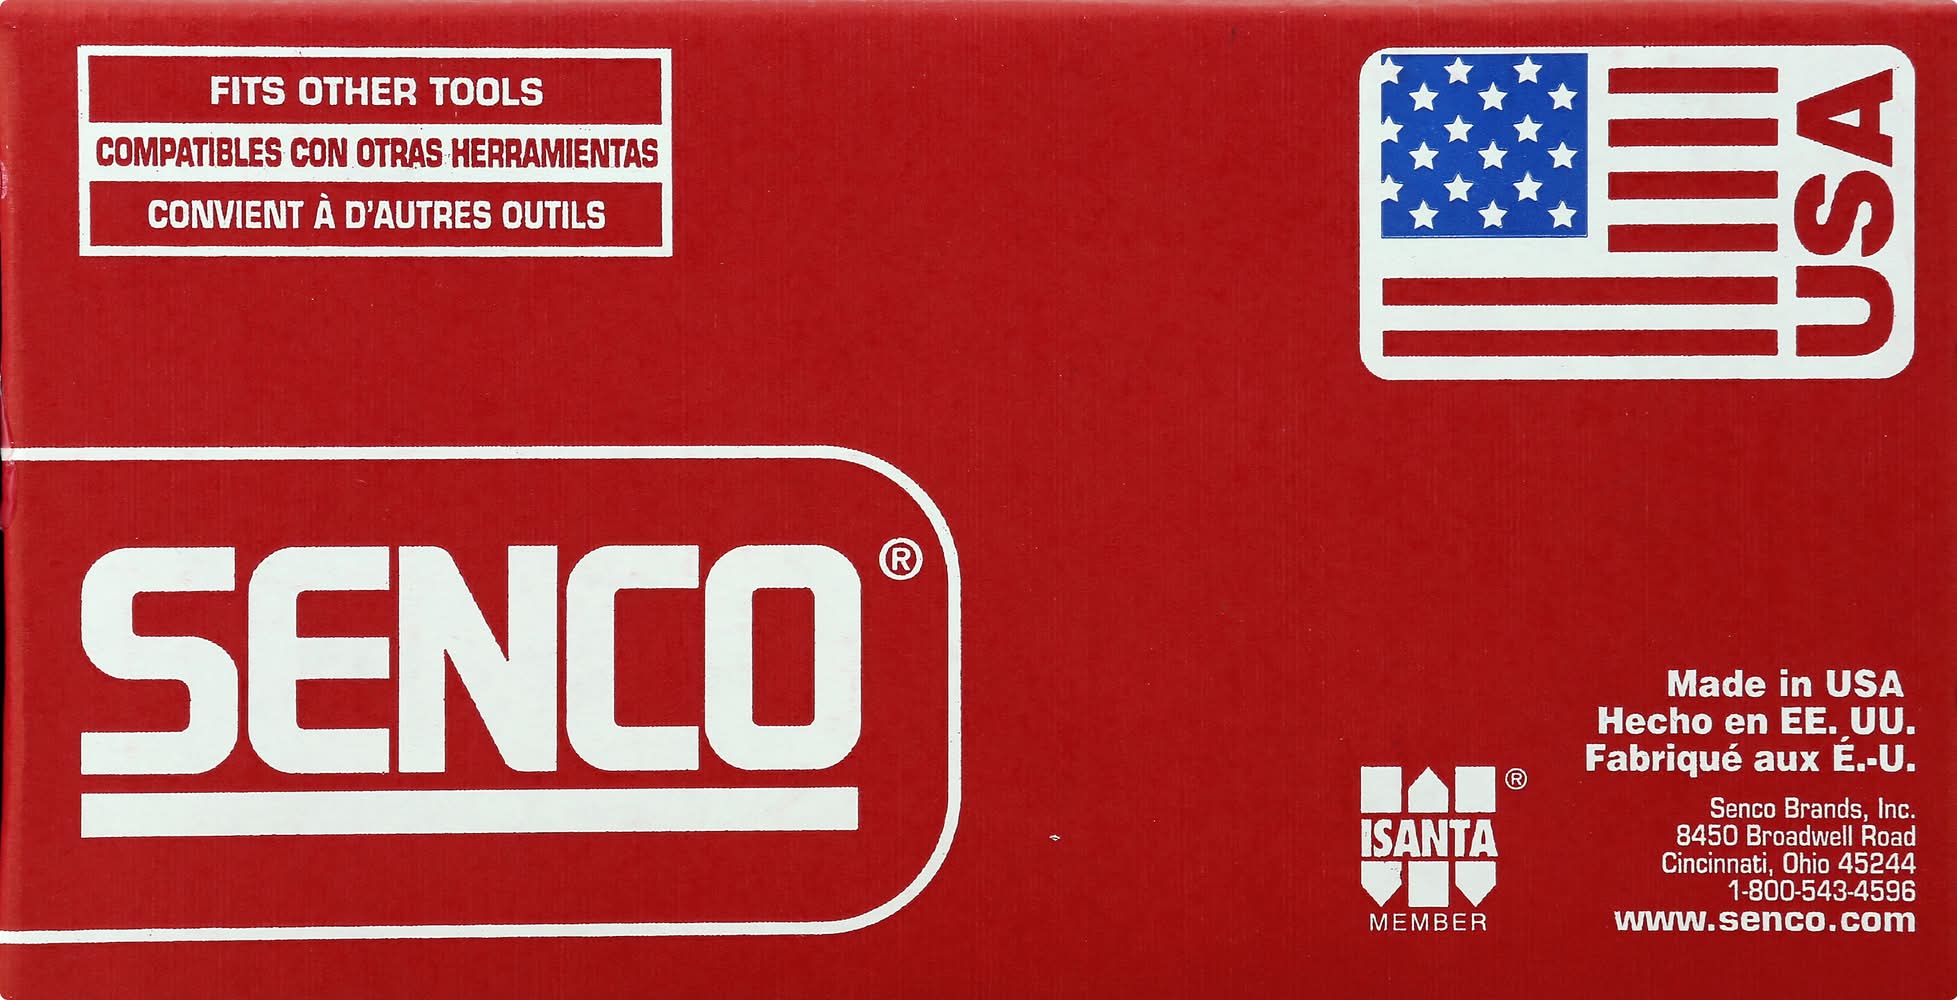 FITS OTHER TOOLS
COMPATIBLES CON OTRAS HERRAMIENTAS
CONVIENT À D'AUTRES OUTILS
USA
SENCO®
Made in USA
Hecho en EE. UU.
Fabriqué aux É.-U.
ISANTA®
MEMBER
Senco Brands, Inc.
8450 Broadwell Road
Cincinnati, Ohio 45244
1-800-543-4596
www.senco.com